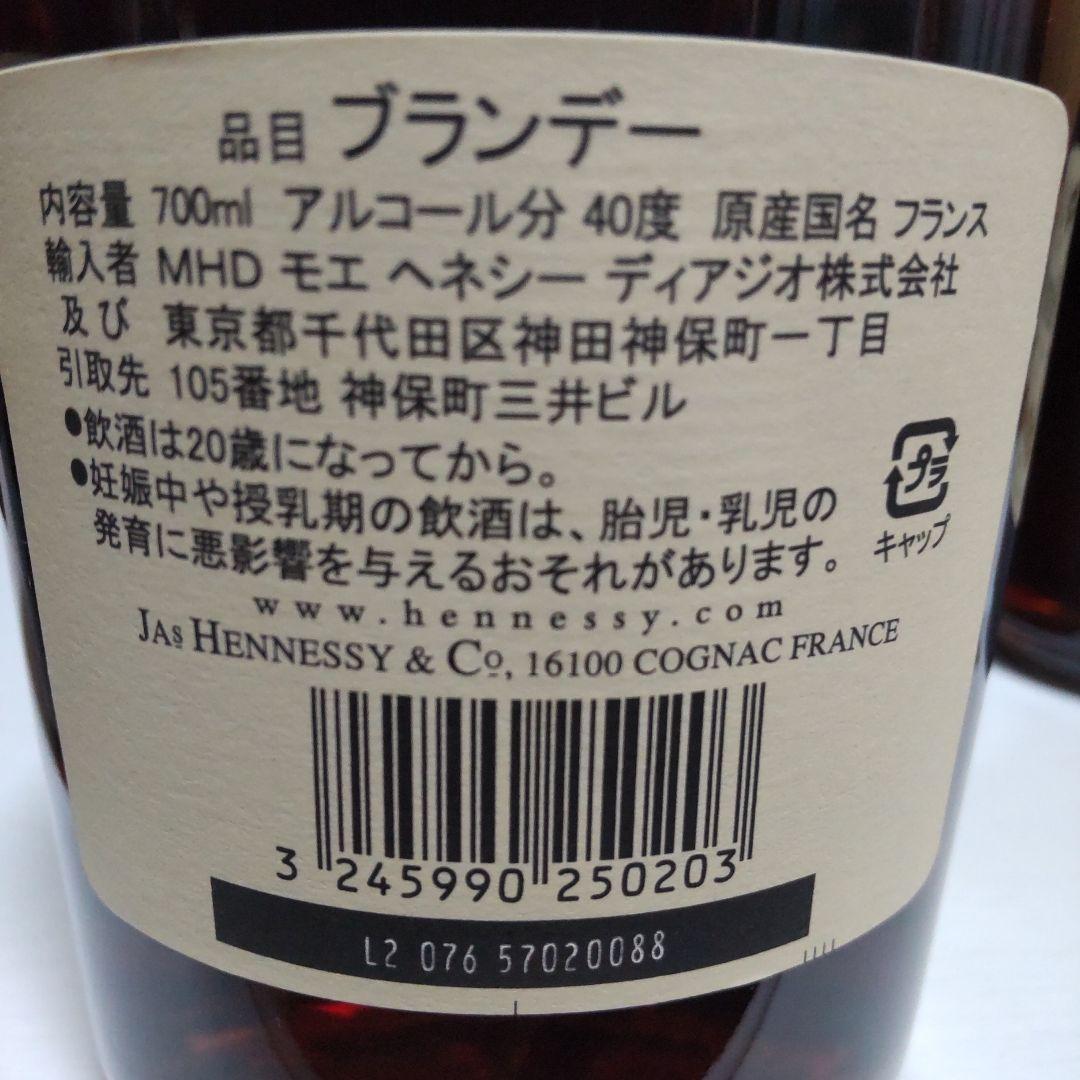 品目 ブランデー
内容量 700ml アルコール分 40度 原産国名 フランス
輸入者 MHD モエ ヘネシー ディアジオ株式会社
及び 東京都千代田区神田神保町一丁目
引取先 105番地 神保町三井ビル
●飲酒は20歳になってから。
●妊娠中や授乳期の飲酒は、胎児・乳児の
発育に悪影響を与えるおそれがあります。
プラ
キャップ
www.hennessy.com
JAS HENNESSY & Co, 16100 COGNAC FRANCE
3 245990 250203
L2 076 57020088